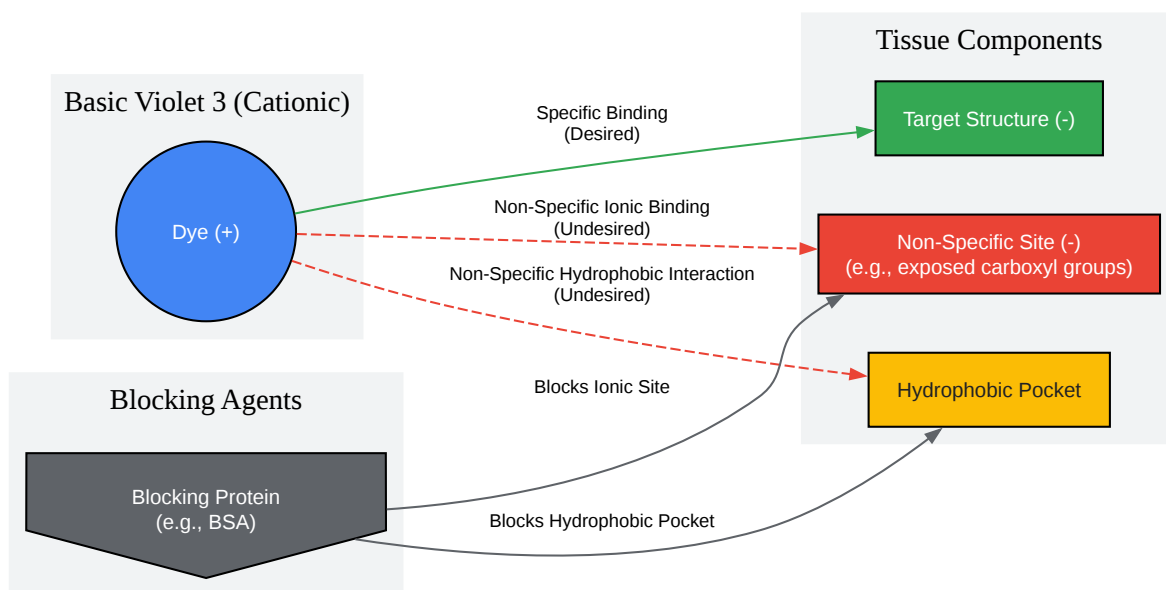 Tissue Components
Basic Violet 3 (Cationic)
Specific Binding
(Desired)
Target Structure (-)
Dye (+)
Non-Specific Ionic Binding
(Undesired)
Non-Specific Site (-)
(e.g., exposed carboxyl groups)
Non-Specific Hydrophobic Interaction
(Undesired)
Blocks Ionic Site
Hydrophobic Pocket
Blocking Agents
Blocking Protein
(e.g., BSA)
Blocks Hydrophobic Pocket